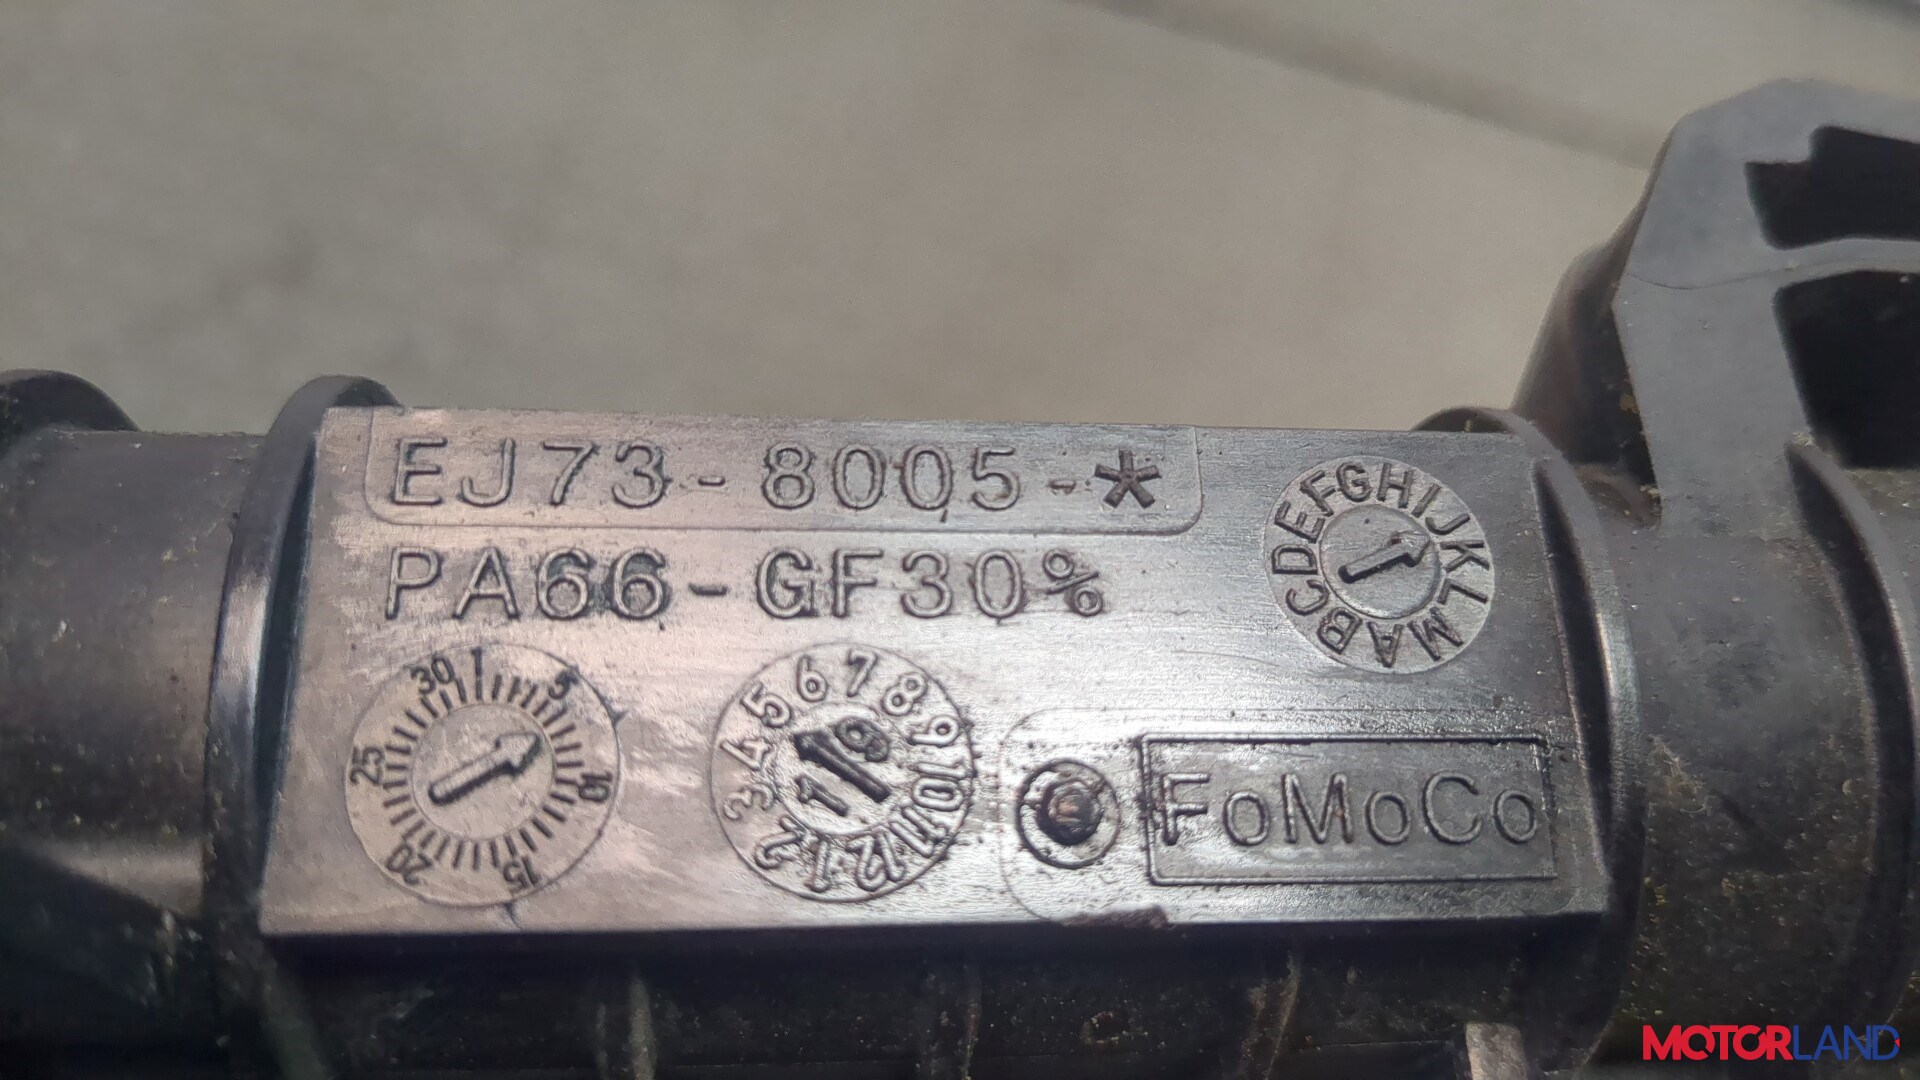 EJ73-8005-*
PA66-GF30%
A B C D E F G H I J K L M
1 5 10 15 20 25 30
1 2 3 4 5 6 7 8 9 10 11 12
19
FoMoCo
MOTORLAND